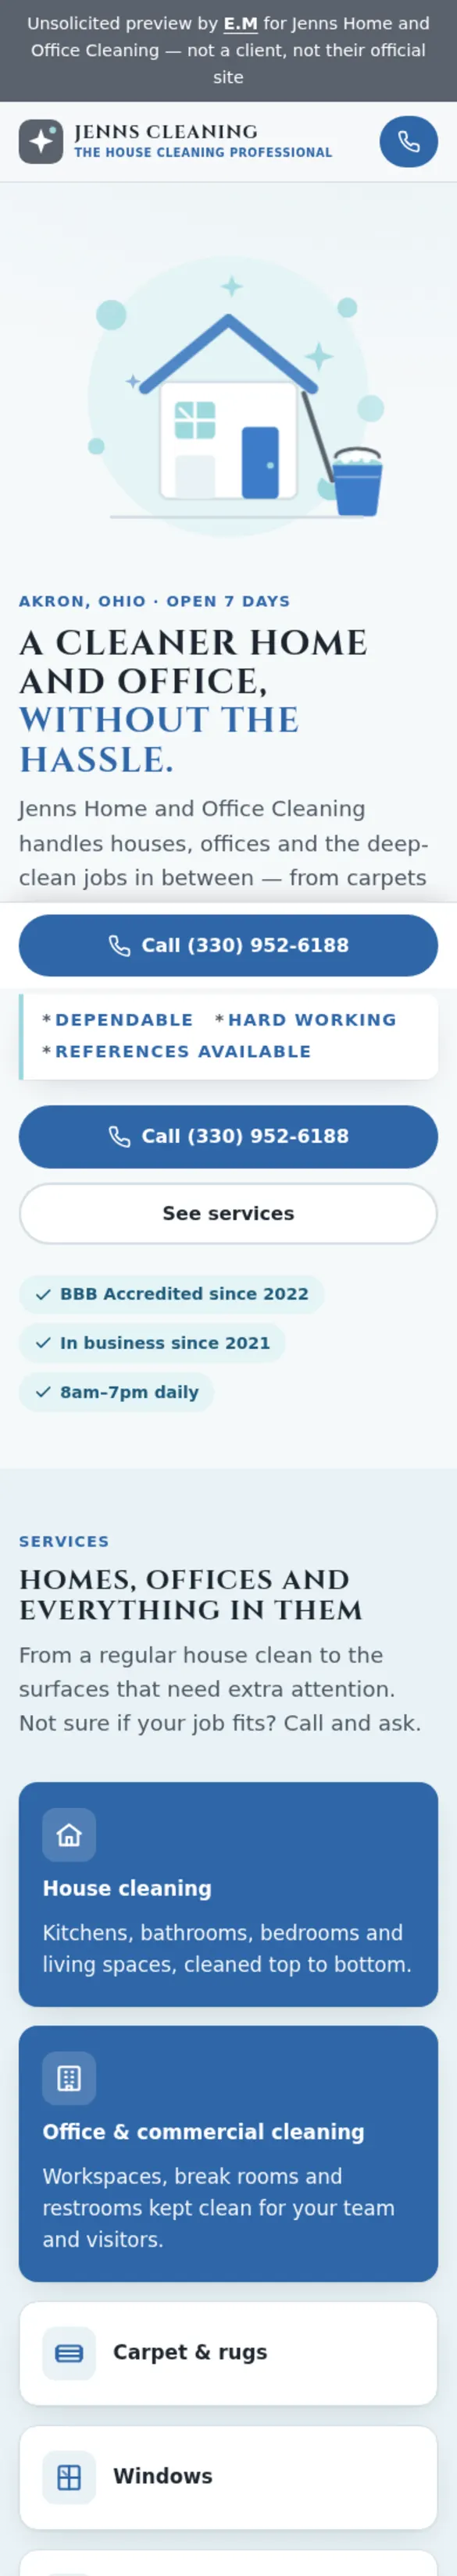 Unsolicited preview by E.M for Jenns Home and
Office Cleaning — not a client, not their official
site
JENNS CLEANING
THE HOUSE CLEANING PROFESSIONAL
AKRON, OHIO · OPEN 7 DAYS
A CLEANER HOME
AND OFFICE,
WITHOUT THE
HASSLE.
Jenns Home and Office Cleaning
handles houses, offices and the deep-
clean jobs in between — from carpets
Call (330) 952-6188
*DEPENDABLE *HARD WORKING
*REFERENCES AVAILABLE
Call (330) 952-6188
See services
BBB Accredited since 2022
In business since 2021
8am–7pm daily
SERVICES
HOMES, OFFICES AND
EVERYTHING IN THEM
From a regular house clean to the
surfaces that need extra attention.
Not sure if your job fits? Call and ask.
House cleaning
Kitchens, bathrooms, bedrooms and
living spaces, cleaned top to bottom.
Office & commercial cleaning
Workspaces, break rooms and
restrooms kept clean for your team
and visitors.
Carpet & rugs
Windows